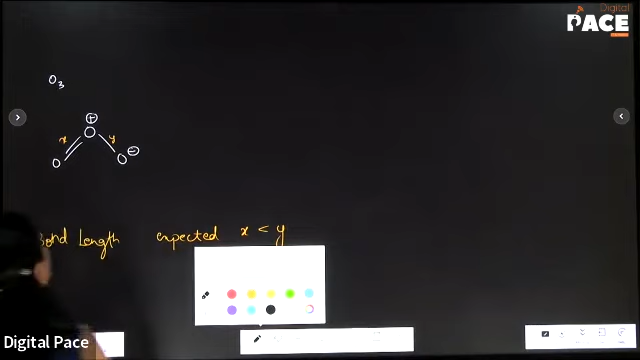 Digital
PACE
O3
⊕
x O y
O O ⊖
Bond Length expected x < y
Digital Pace